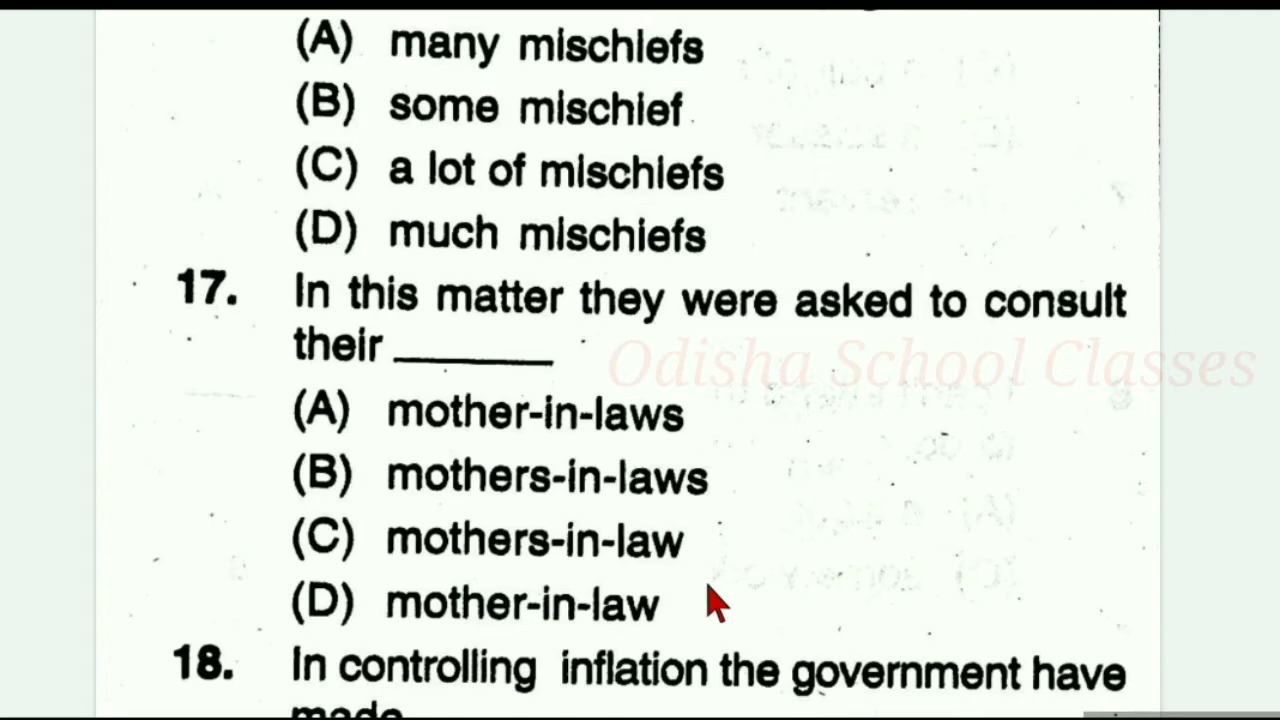 (A) many mischiefs
(B) some mischief
(C) a lot of mischiefs
(D) much mischiefs
17. In this matter they were asked to consult
their ________
Odisha School Classes
(A) mother-in-laws
(B) mothers-in-laws
(C) mothers-in-law
(D) mother-in-law
18. In controlling inflation the government have
made